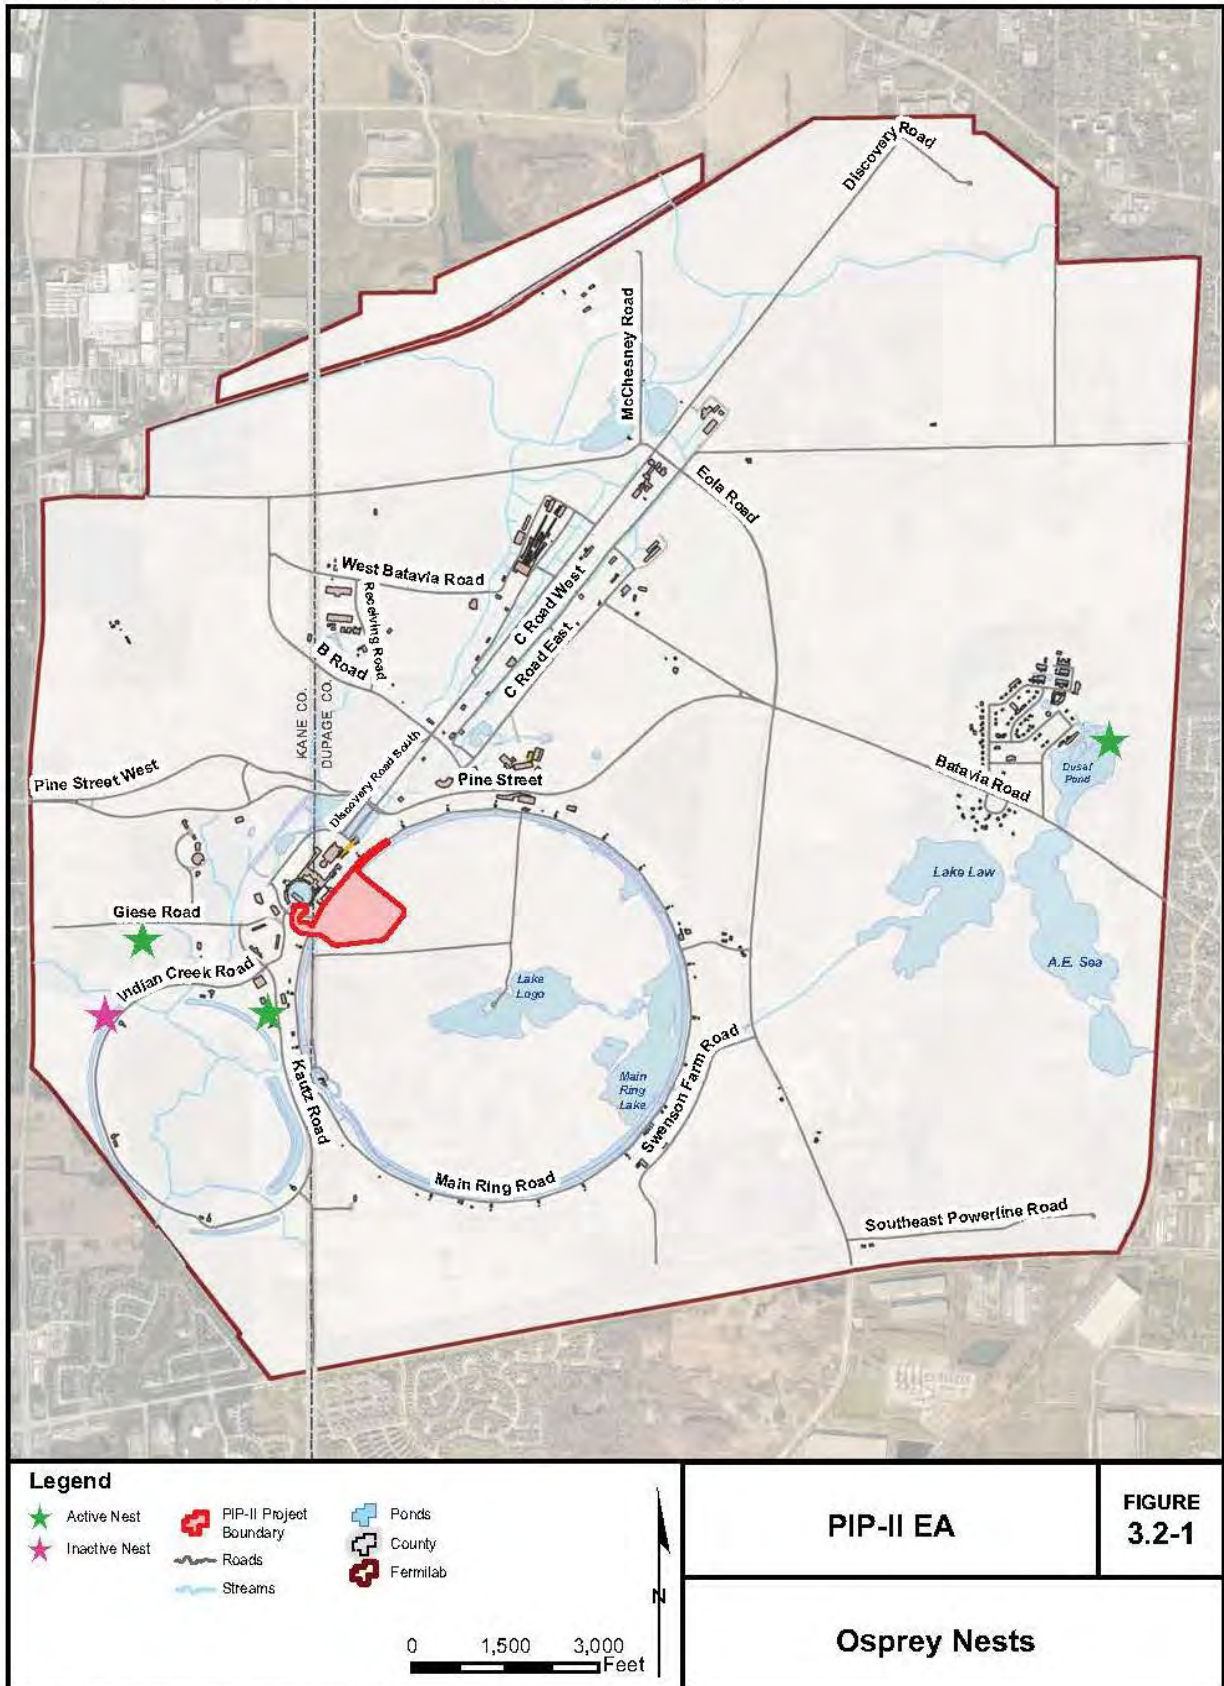 Discovery Road
McChesney Road
Eola Road
West Batavia Road
Receiving Road
C Road West
C Road East
B Road
KANE CO.
DUPAGE CO.
Discovery Road South
Pine Street West
Pine Street
Batavia Road
Dusaf
Pond
Lake Law
A.E. Sea
Giese Road
Indian Creek Road
Lake
Logo
Main
Ring
Lake
Kautz Road
Swenson Farm Road
Main Ring Road
Southeast Powerline Road
Legend
Active Nest
Inactive Nest
PIP-II Project
Boundary
Roads
Streams
Ponds
County
Fermilab
N
0 1,500 3,000
Feet
PIP-II EA
FIGURE
3.2-1
Osprey Nests